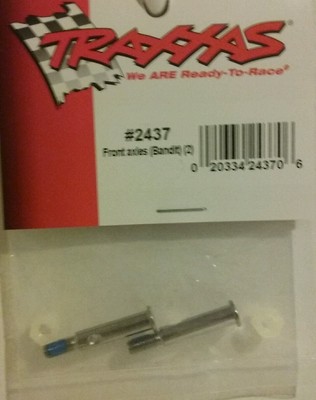 TRAXXAS
We ARE Ready-To-Race®
#2437
Front axles (Bandit) (2)
0 20334 24370 6